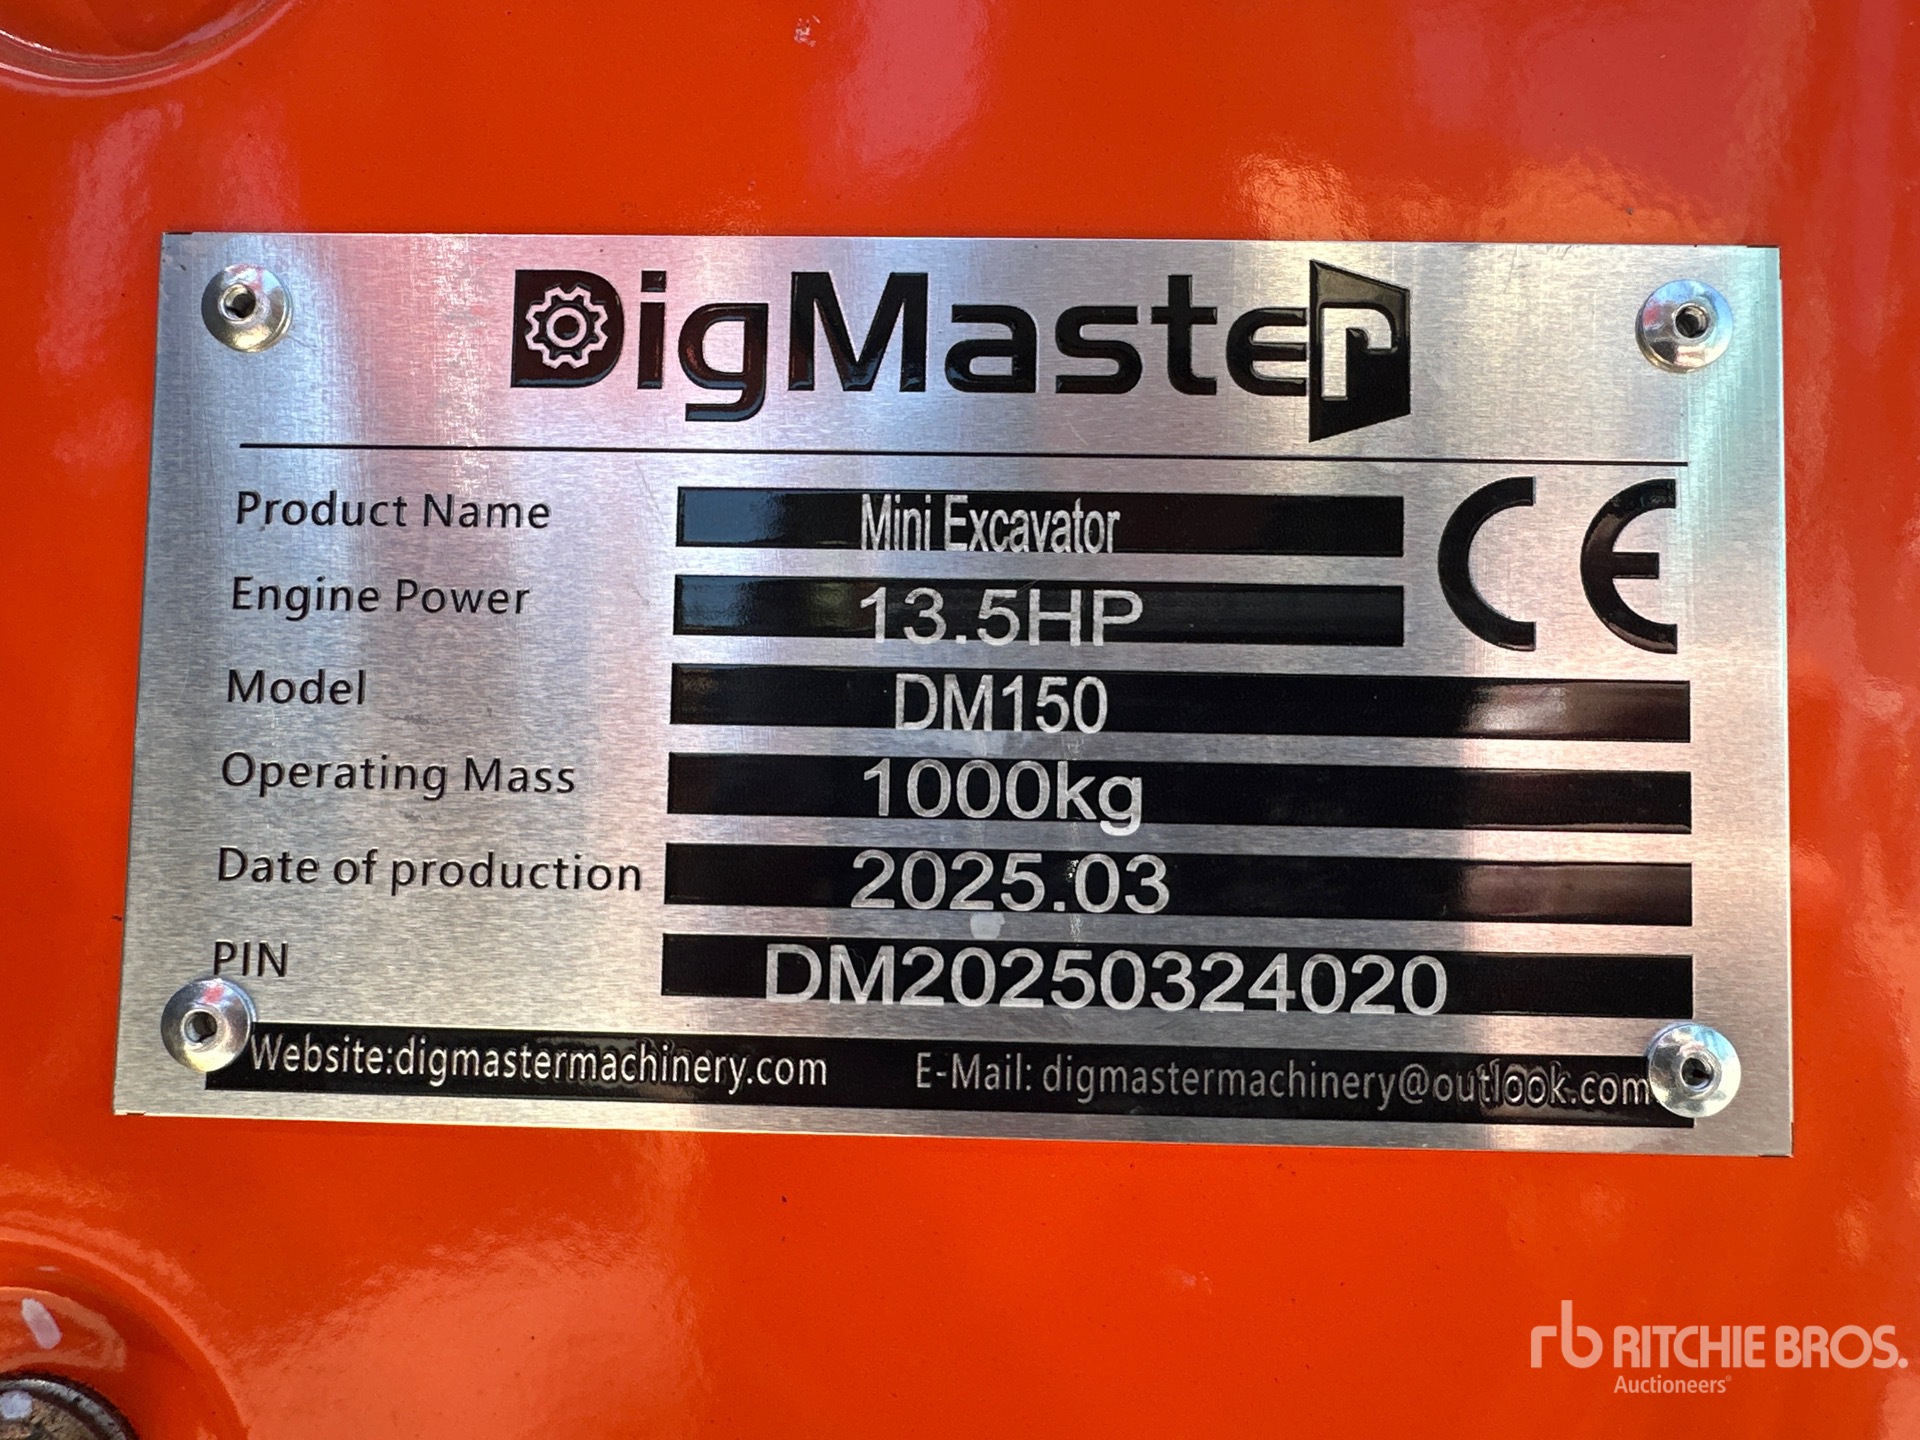 DigMaster
Product Name Mini Excavator
CE
Engine Power 13.5HP
Model DM150
Operating Mass 1000kg
Date of production 2025.03
PIN DM20250324020
Website:digmastermachinery.com E-Mail: digmastermachinery@outlook.com
rb RITCHIE BROS.
Auctioneers